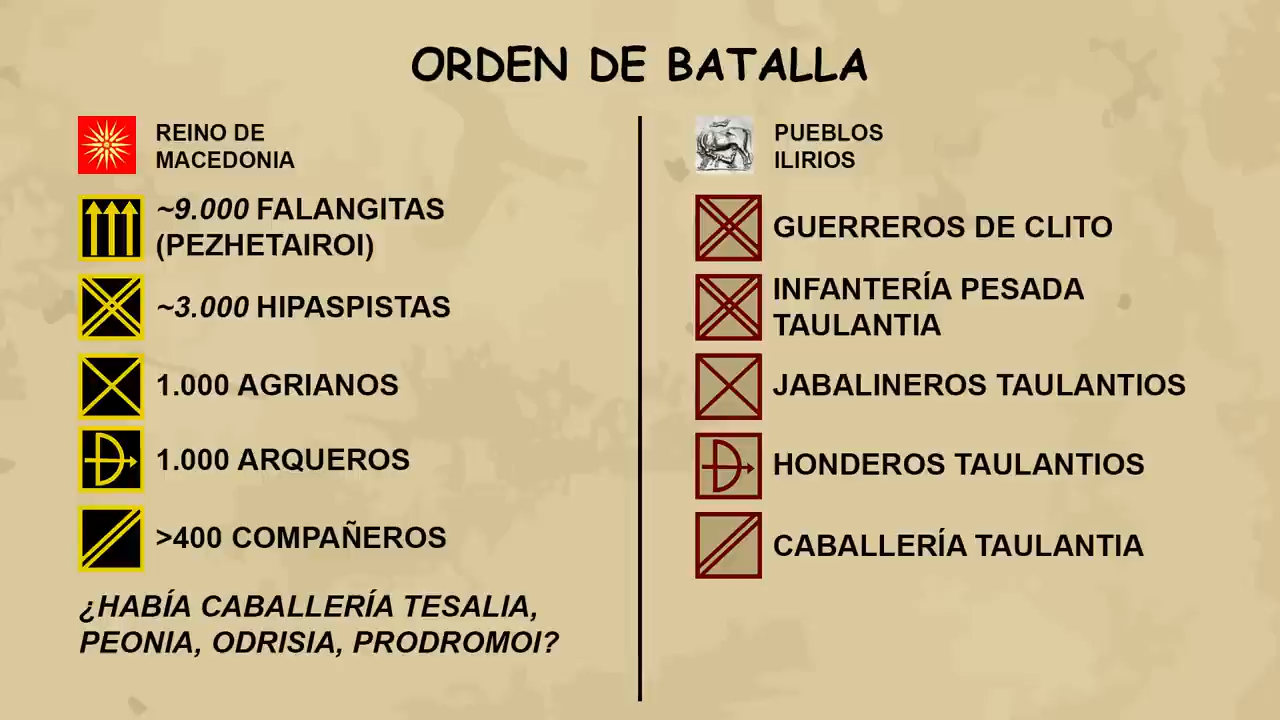 ORDEN DE BATALLA
REINO DE
MACEDONIA
~9.000 FALANGITAS
(PEZHETAIROI)
~3.000 HIPASPISTAS
1.000 AGRIANOS
1.000 ARQUEROS
>400 COMPAÑEROS
¿HABÍA CABALLERÍA TESALIA,
PEONIA, ODRISIA, PRODROMOI?
PUEBLOS
ILIRIOS
GUERREROS DE CLITO
INFANTERÍA PESADA
TAULANTIA
JABALINEROS TAULANTIOS
HONDEROS TAULANTIOS
CABALLERÍA TAULANTIA